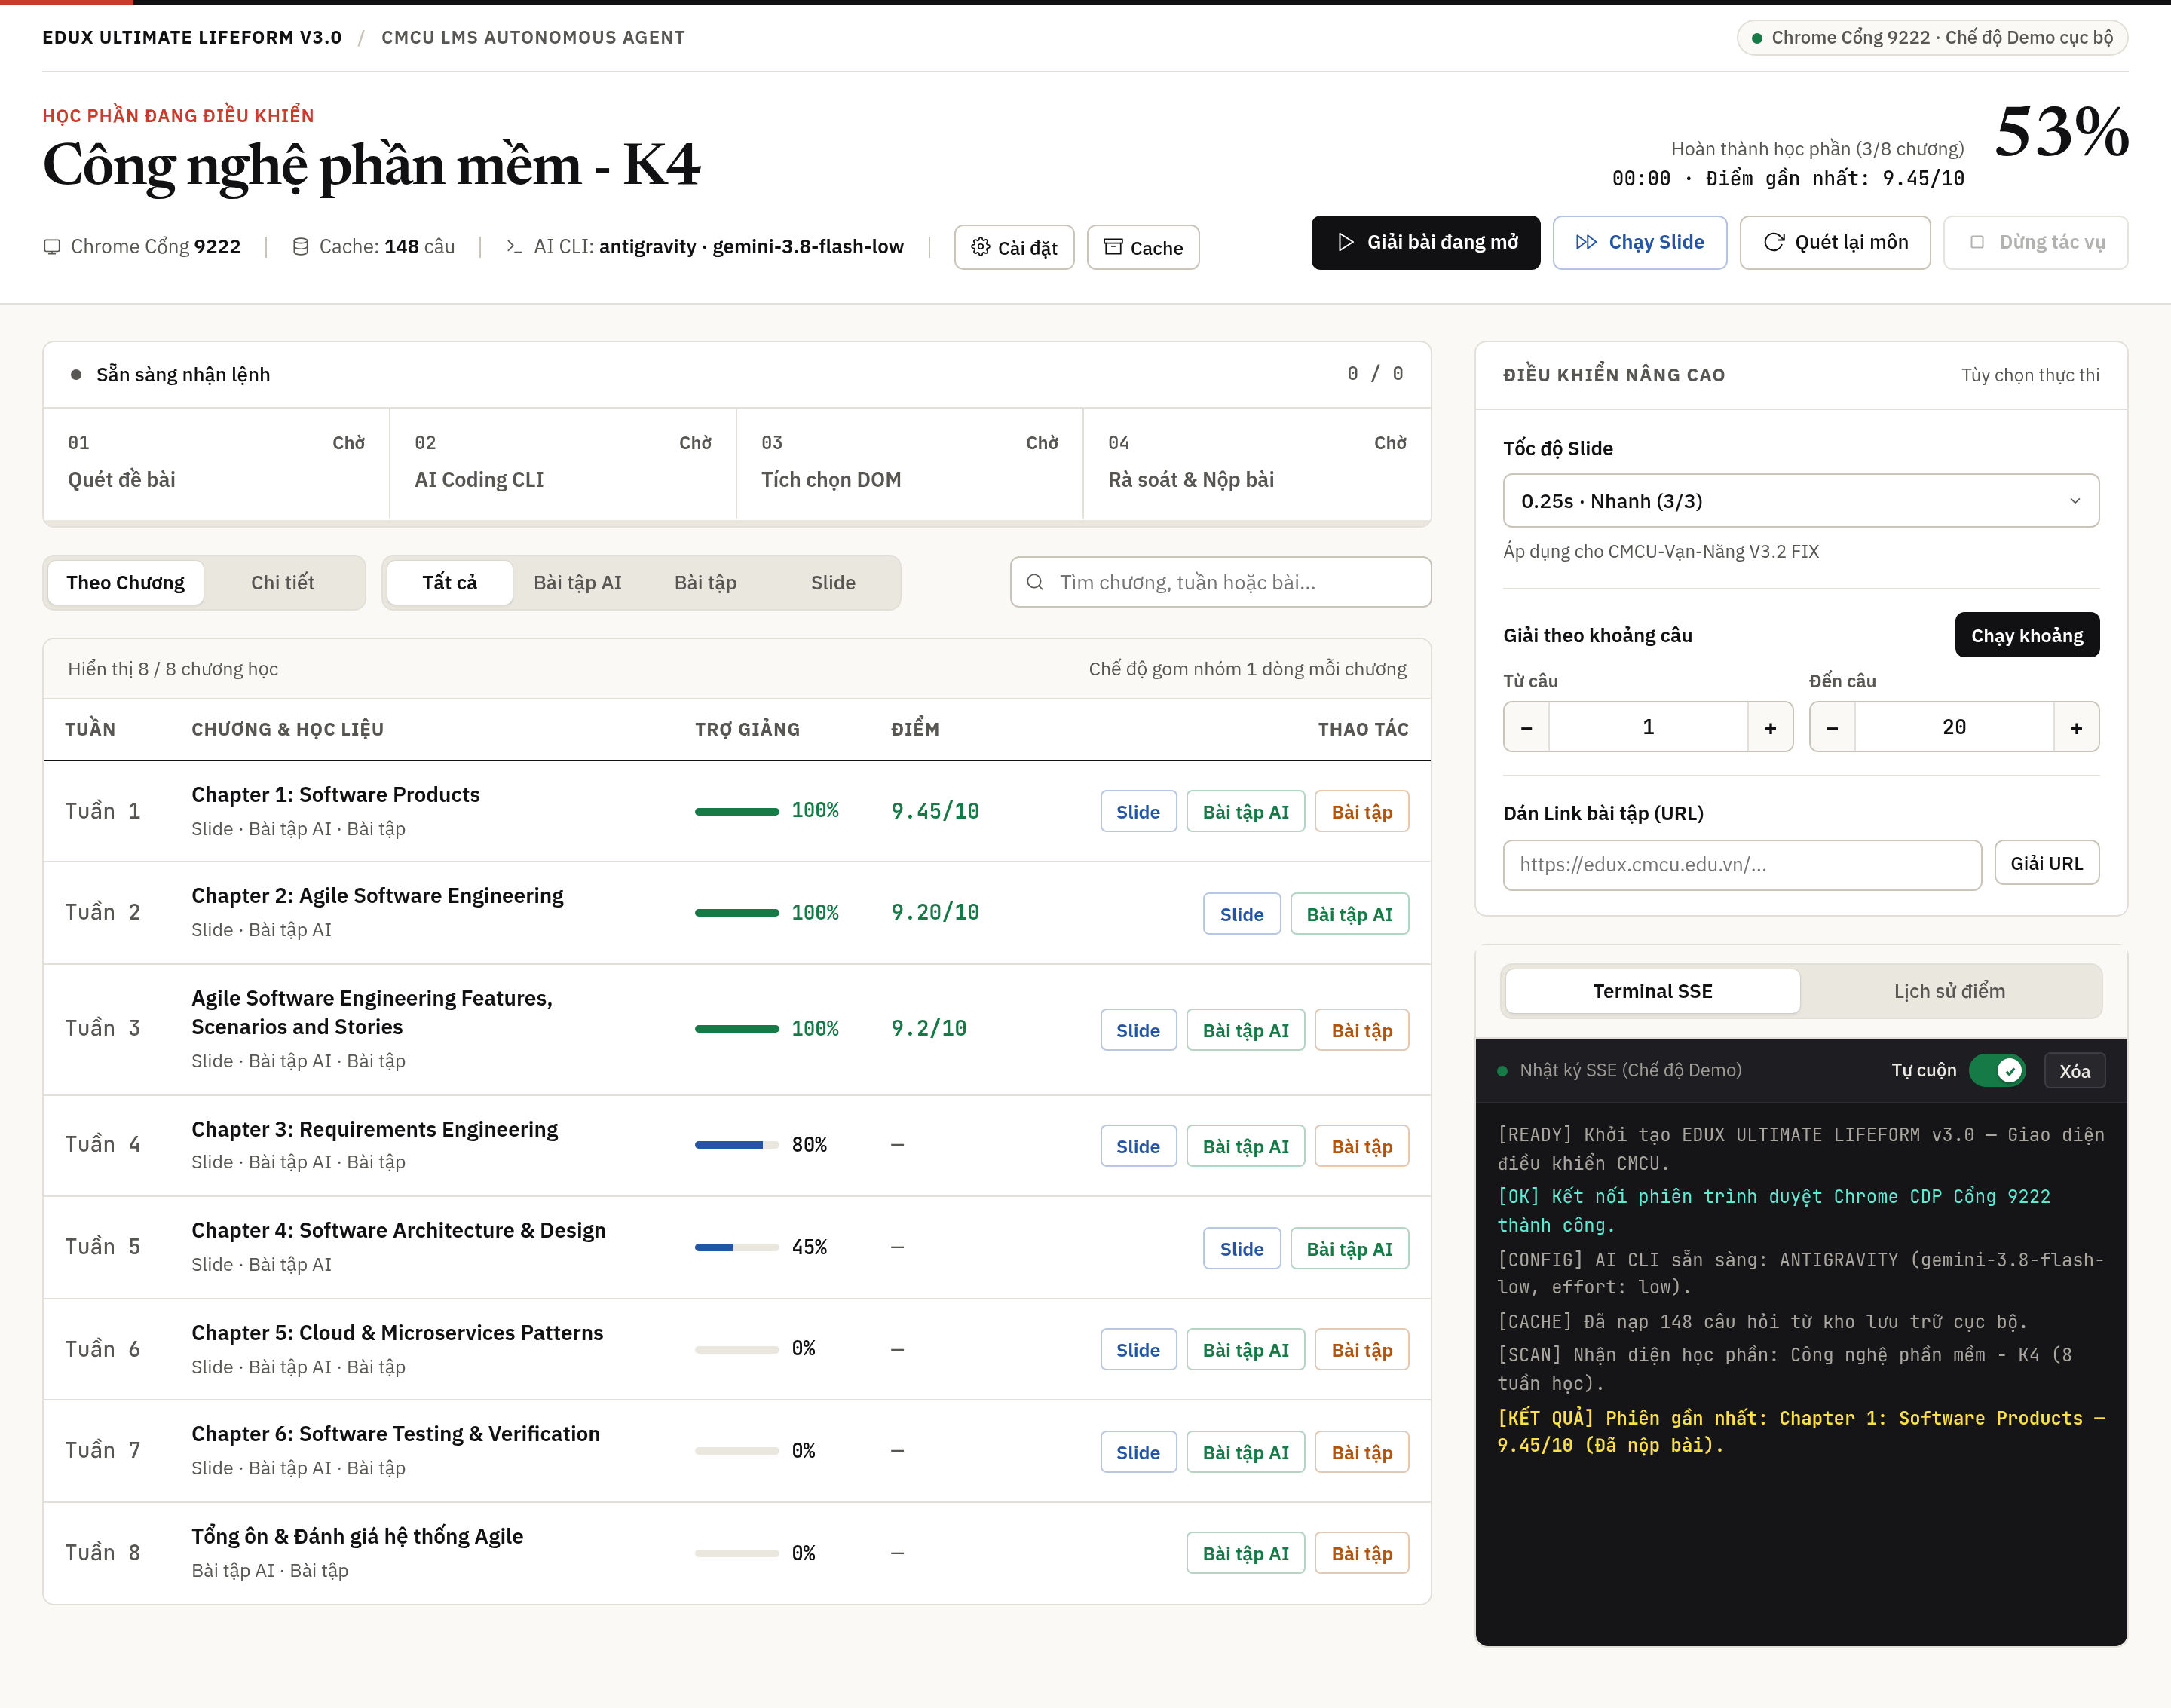 EDUX ULTIMATE LIFEFORM V3.0 / CMCU LMS AUTONOMOUS AGENT
Chrome Cổng 9222 · Chế độ Demo cục bộ
HỌC PHẦN ĐANG ĐIỀU KHIỂN
Công nghệ phần mềm - K4
Hoàn thành học phần (3/8 chương)
00:00 · Điểm gần nhất: 9.45/10
53%
Chrome Cổng 9222
Cache: 148 câu
AI CLI: antigravity · gemini-3.8-flash-low
Cài đặt
Cache
Giải bài đang mở
Chạy Slide
Quét lại môn
Dừng tác vụ
Sẵn sàng nhận lệnh
0 / 0
01 Chờ
Quét đề bài
02 Chờ
AI Coding CLI
03 Chờ
Tích chọn DOM
04 Chờ
Rà soát & Nộp bài
Theo Chương
Chi tiết
Tất cả
Bài tập AI
Bài tập
Slide
Tìm chương, tuần hoặc bài...
Hiển thị 8 / 8 chương học
Chế độ gom nhóm 1 dòng mỗi chương
TUẦN CHƯƠNG & HỌC LIỆU TRỢ GIẢNG ĐIỂM THAO TÁC
Tuần 1
Chapter 1: Software Products
Slide · Bài tập AI · Bài tập
100%
9.45/10
Slide
Bài tập AI
Bài tập
Tuần 2
Chapter 2: Agile Software Engineering
Slide · Bài tập AI
100%
9.20/10
Slide
Bài tập AI
Tuần 3
Agile Software Engineering Features,
Scenarios and Stories
Slide · Bài tập AI · Bài tập
100%
9.2/10
Slide
Bài tập AI
Bài tập
Tuần 4
Chapter 3: Requirements Engineering
Slide · Bài tập AI · Bài tập
80%
—
Slide
Bài tập AI
Bài tập
Tuần 5
Chapter 4: Software Architecture & Design
Slide · Bài tập AI
45%
—
Slide
Bài tập AI
Tuần 6
Chapter 5: Cloud & Microservices Patterns
Slide · Bài tập AI · Bài tập
0%
—
Slide
Bài tập AI
Bài tập
Tuần 7
Chapter 6: Software Testing & Verification
Slide · Bài tập AI · Bài tập
0%
—
Slide
Bài tập AI
Bài tập
Tuần 8
Tổng ôn & Đánh giá hệ thống Agile
Bài tập AI · Bài tập
0%
—
Bài tập AI
Bài tập
ĐIỀU KHIỂN NÂNG CAO
Tùy chọn thực thi
Tốc độ Slide
0.25s · Nhanh (3/3)
Áp dụng cho CMCU-Vạn-Năng V3.2 FIX
Giải theo khoảng câu
Chạy khoảng
Từ câu
Đến câu
− 1 +
− 20 +
Dán Link bài tập (URL)
https://edux.cmcu.edu.vn/...
Giải URL
Terminal SSE
Lịch sử điểm
Nhật ký SSE (Chế độ Demo)
Tự cuộn
Xóa
[READY] Khởi tạo EDUX ULTIMATE LIFEFORM v3.0 — Giao diện
điều khiển CMCU.
[OK] Kết nối phiên trình duyệt Chrome CDP Cổng 9222
thành công.
[CONFIG] AI CLI sẵn sàng: ANTIGRAVITY (gemini-3.8-flash-
low, effort: low).
[CACHE] Đã nạp 148 câu hỏi từ kho lưu trữ cục bộ.
[SCAN] Nhận diện học phần: Công nghệ phần mềm - K4 (8
tuần học).
[KẾT QUẢ] Phiên gần nhất: Chapter 1: Software Products —
9.45/10 (Đã nộp bài).